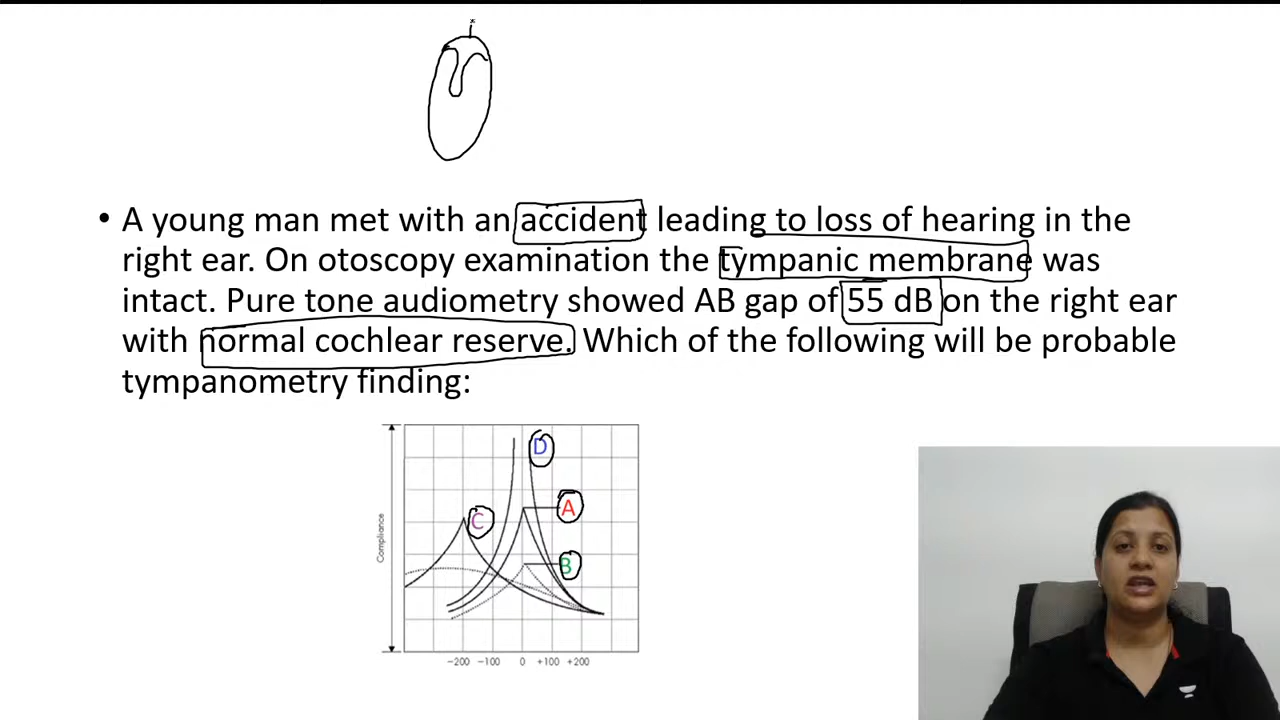 • A young man met with an accident leading to loss of hearing in the
right ear. On otoscopy examination the tympanic membrane was
intact. Pure tone audiometry showed AB gap of 55 dB on the right ear
with normal cochlear reserve. Which of the following will be probable
tympanometry finding:
D
A
C
B
Compliance
−200 −100 0 +100 +200